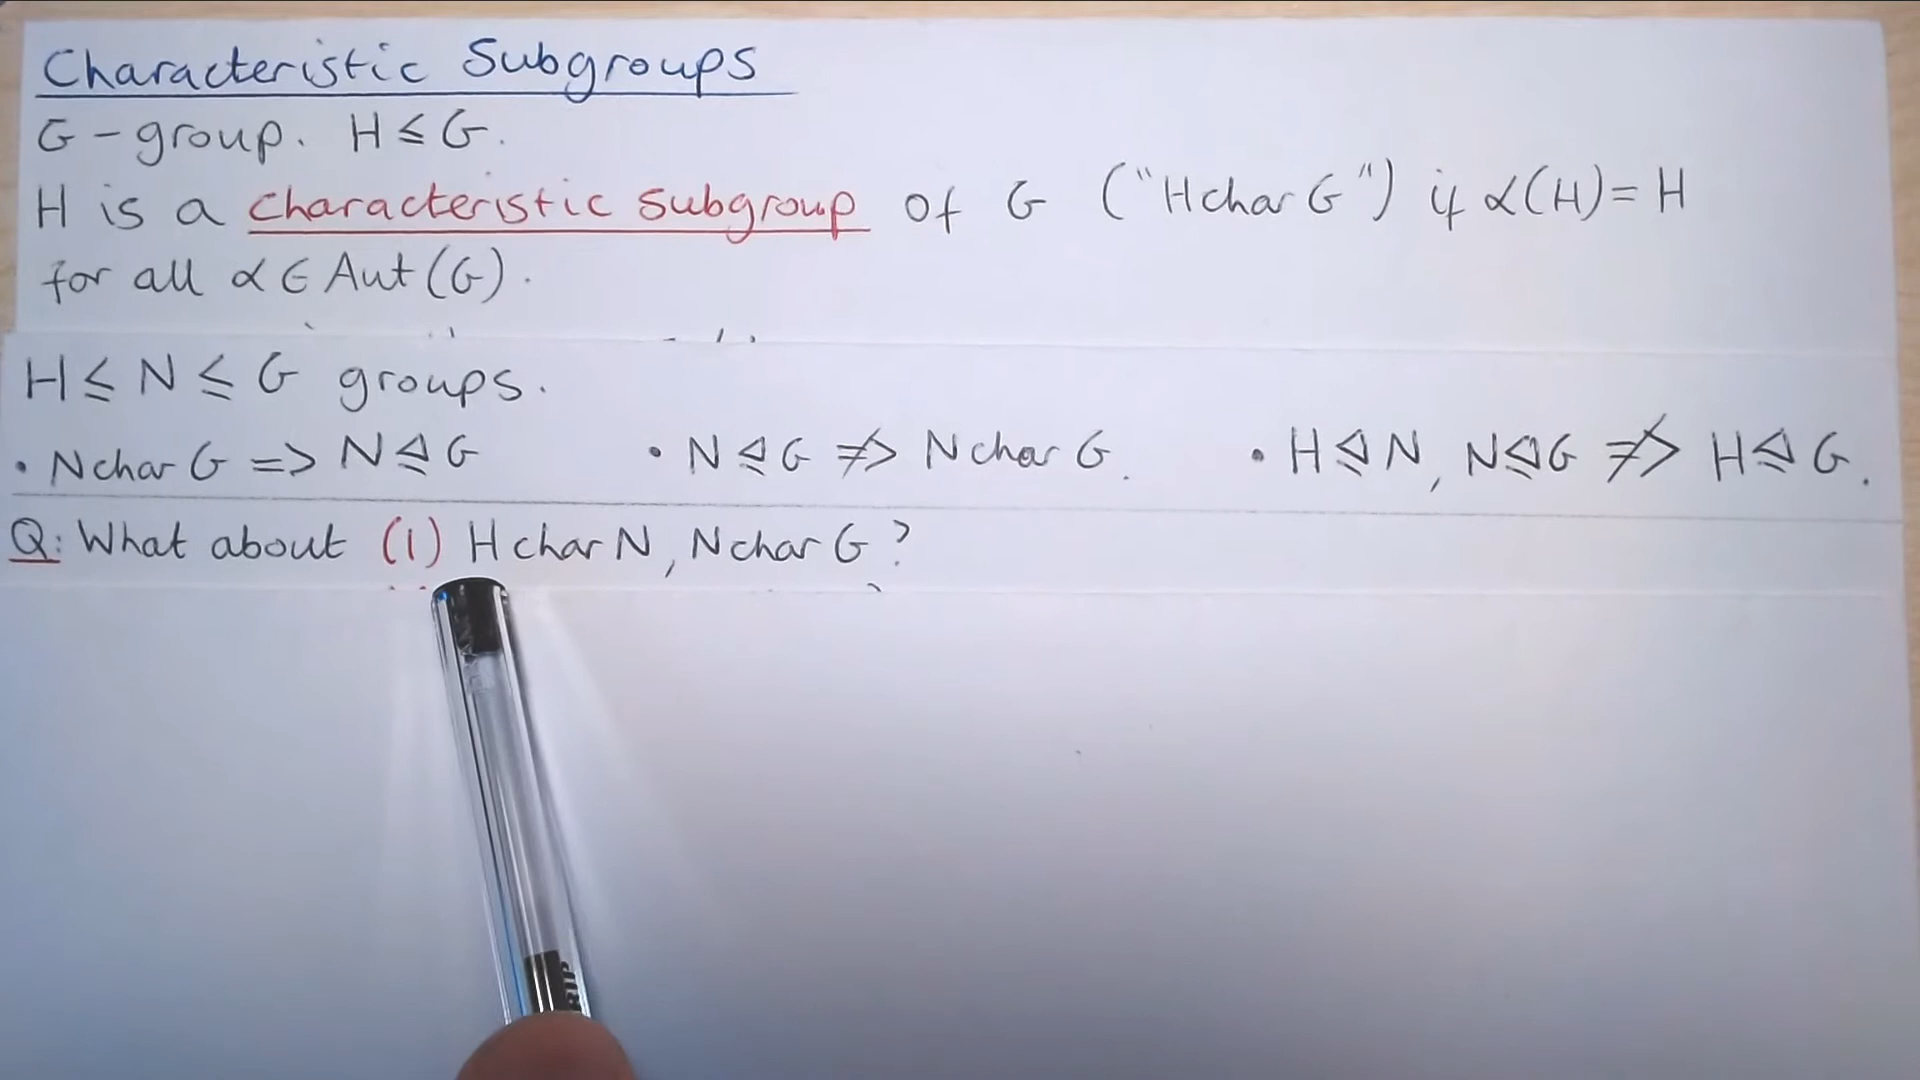 Characteristic Subgroups
G - group. H ≤ G.
H is a characteristic subgroup of G ("H char G") if α(H) = H
for all α ∈ Aut(G).
H ≤ N ≤ G groups.
• N char G => N ⊴ G • N ⊴ G ⇏ N char G. • H ⊴ N, N ⊴ G ⇏ H ⊴ G.
Q: What about (1) H char N, N char G?